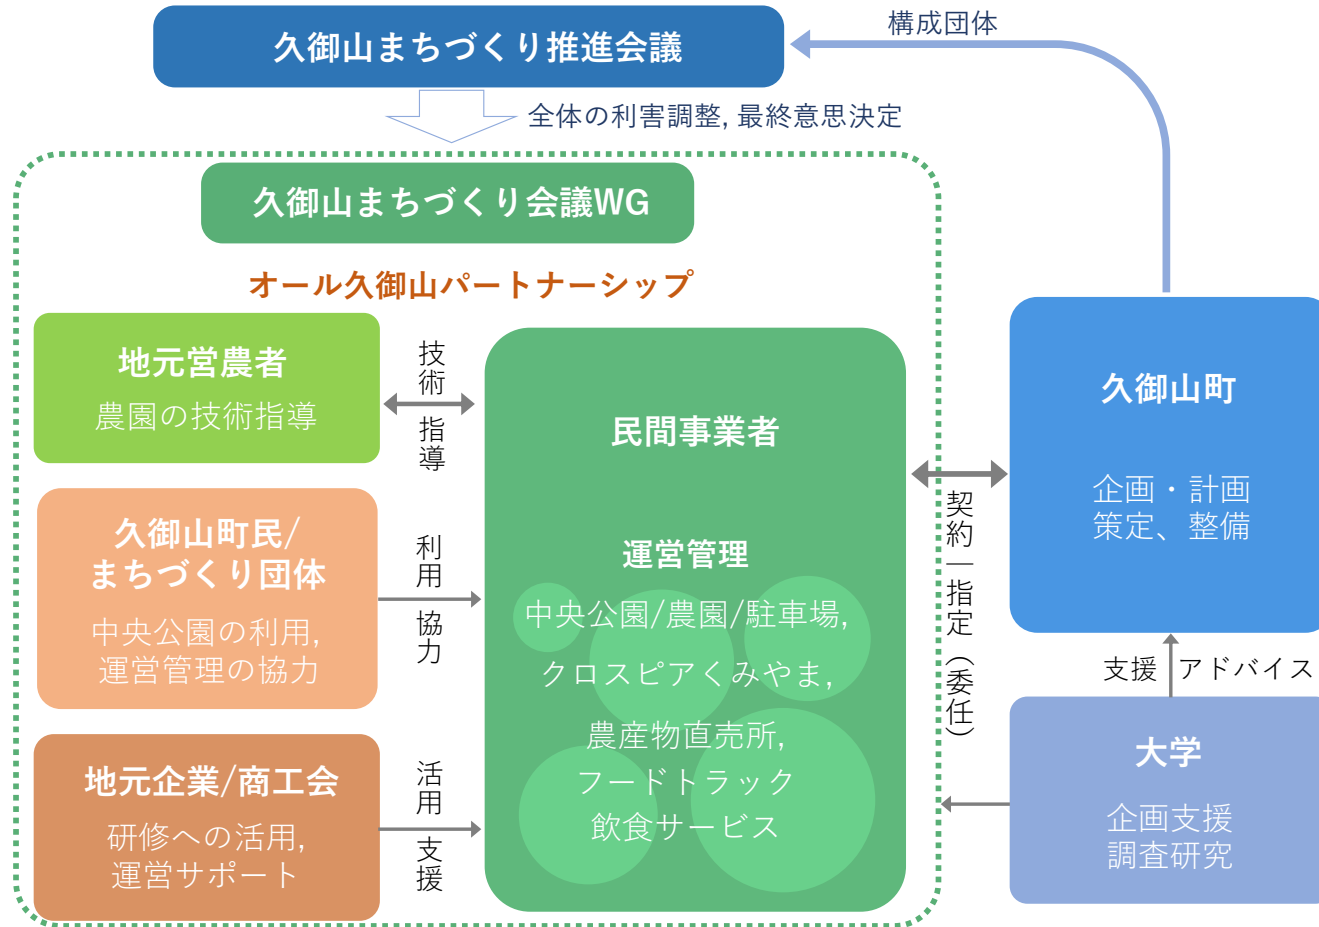 久御山まちづくり推進会議
構成団体
全体の利害調整, 最終意思決定
久御山まちづくり会議WG
オール久御山パートナーシップ
地元営農者
農園の技術指導
技術
指導
久御山町民/
まちづくり団体
中央公園の利用,
運営管理の協力
利用
協力
地元企業/商工会
研修への活用,
運営サポート
活用
支援
民間事業者
運営管理
中央公園/農園/駐車場,
クロスピアくみやま,
農産物直売所,
フードトラック
飲食サービス
契約―指定(委任)
久御山町
企画・計画
策定、整備
支援 アドバイス
大学
企画支援
調査研究